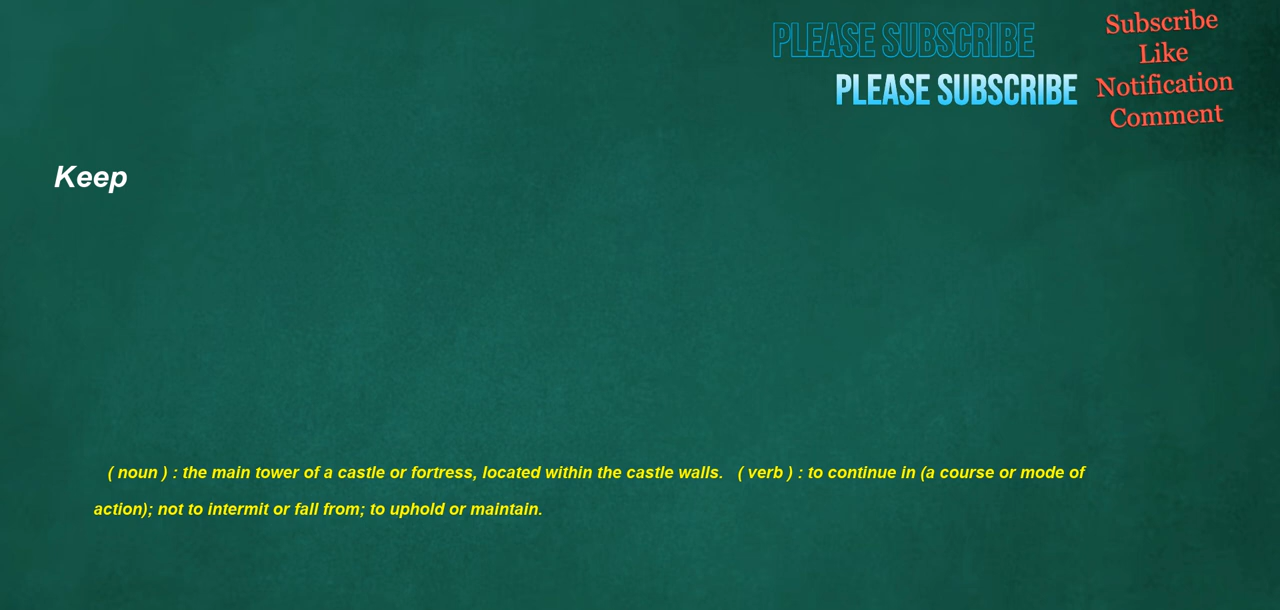 PLEASE SUBSCRIBE
PLEASE SUBSCRIBE
Subscribe
Like
Notification
Comment
Keep
( noun ) : the main tower of a castle or fortress, located within the castle walls. ( verb ) : to continue in (a course or mode of
action); not to intermit or fall from; to uphold or maintain.